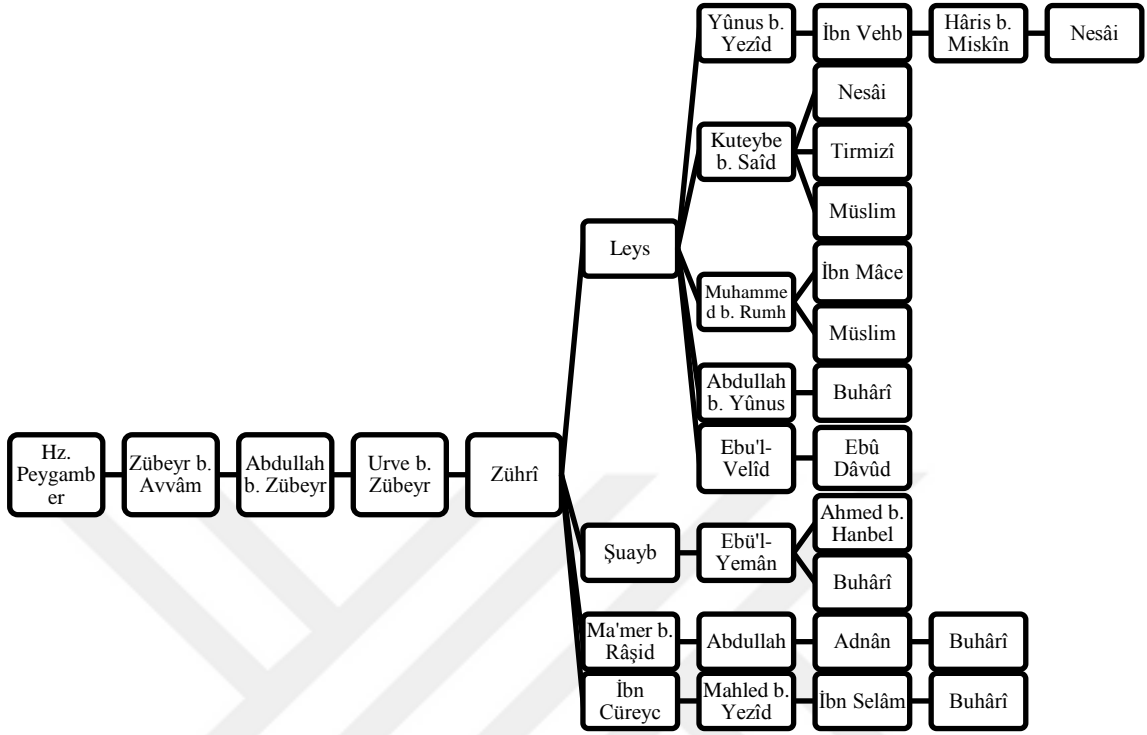 Yûnus b.
Yezîd
İbn Vehb
Hâris b.
Miskîn
Nesâi
Nesâi
Kuteybe
b. Saîd
Tirmizî
Müslim
Leys
İbn Mâce
Muhamme
d b. Rumh
Müslim
Abdullah
b. Yûnus
Buhârî
Hz.
Peygamb
er
Zübeyr b.
Avvâm
Abdullah
b. Zübeyr
Urve b.
Zübeyr
Zührî
Ebu'l-
Velîd
Ebû
Dâvûd
Ahmed b.
Hanbel
Şuayb
Ebü'l-
Yemân
Buhârî
Ma'mer b.
Râşid
Abdullah
Adnân
Buhârî
İbn
Cüreyc
Mahled b.
Yezîd
İbn Selâm
Buhârî